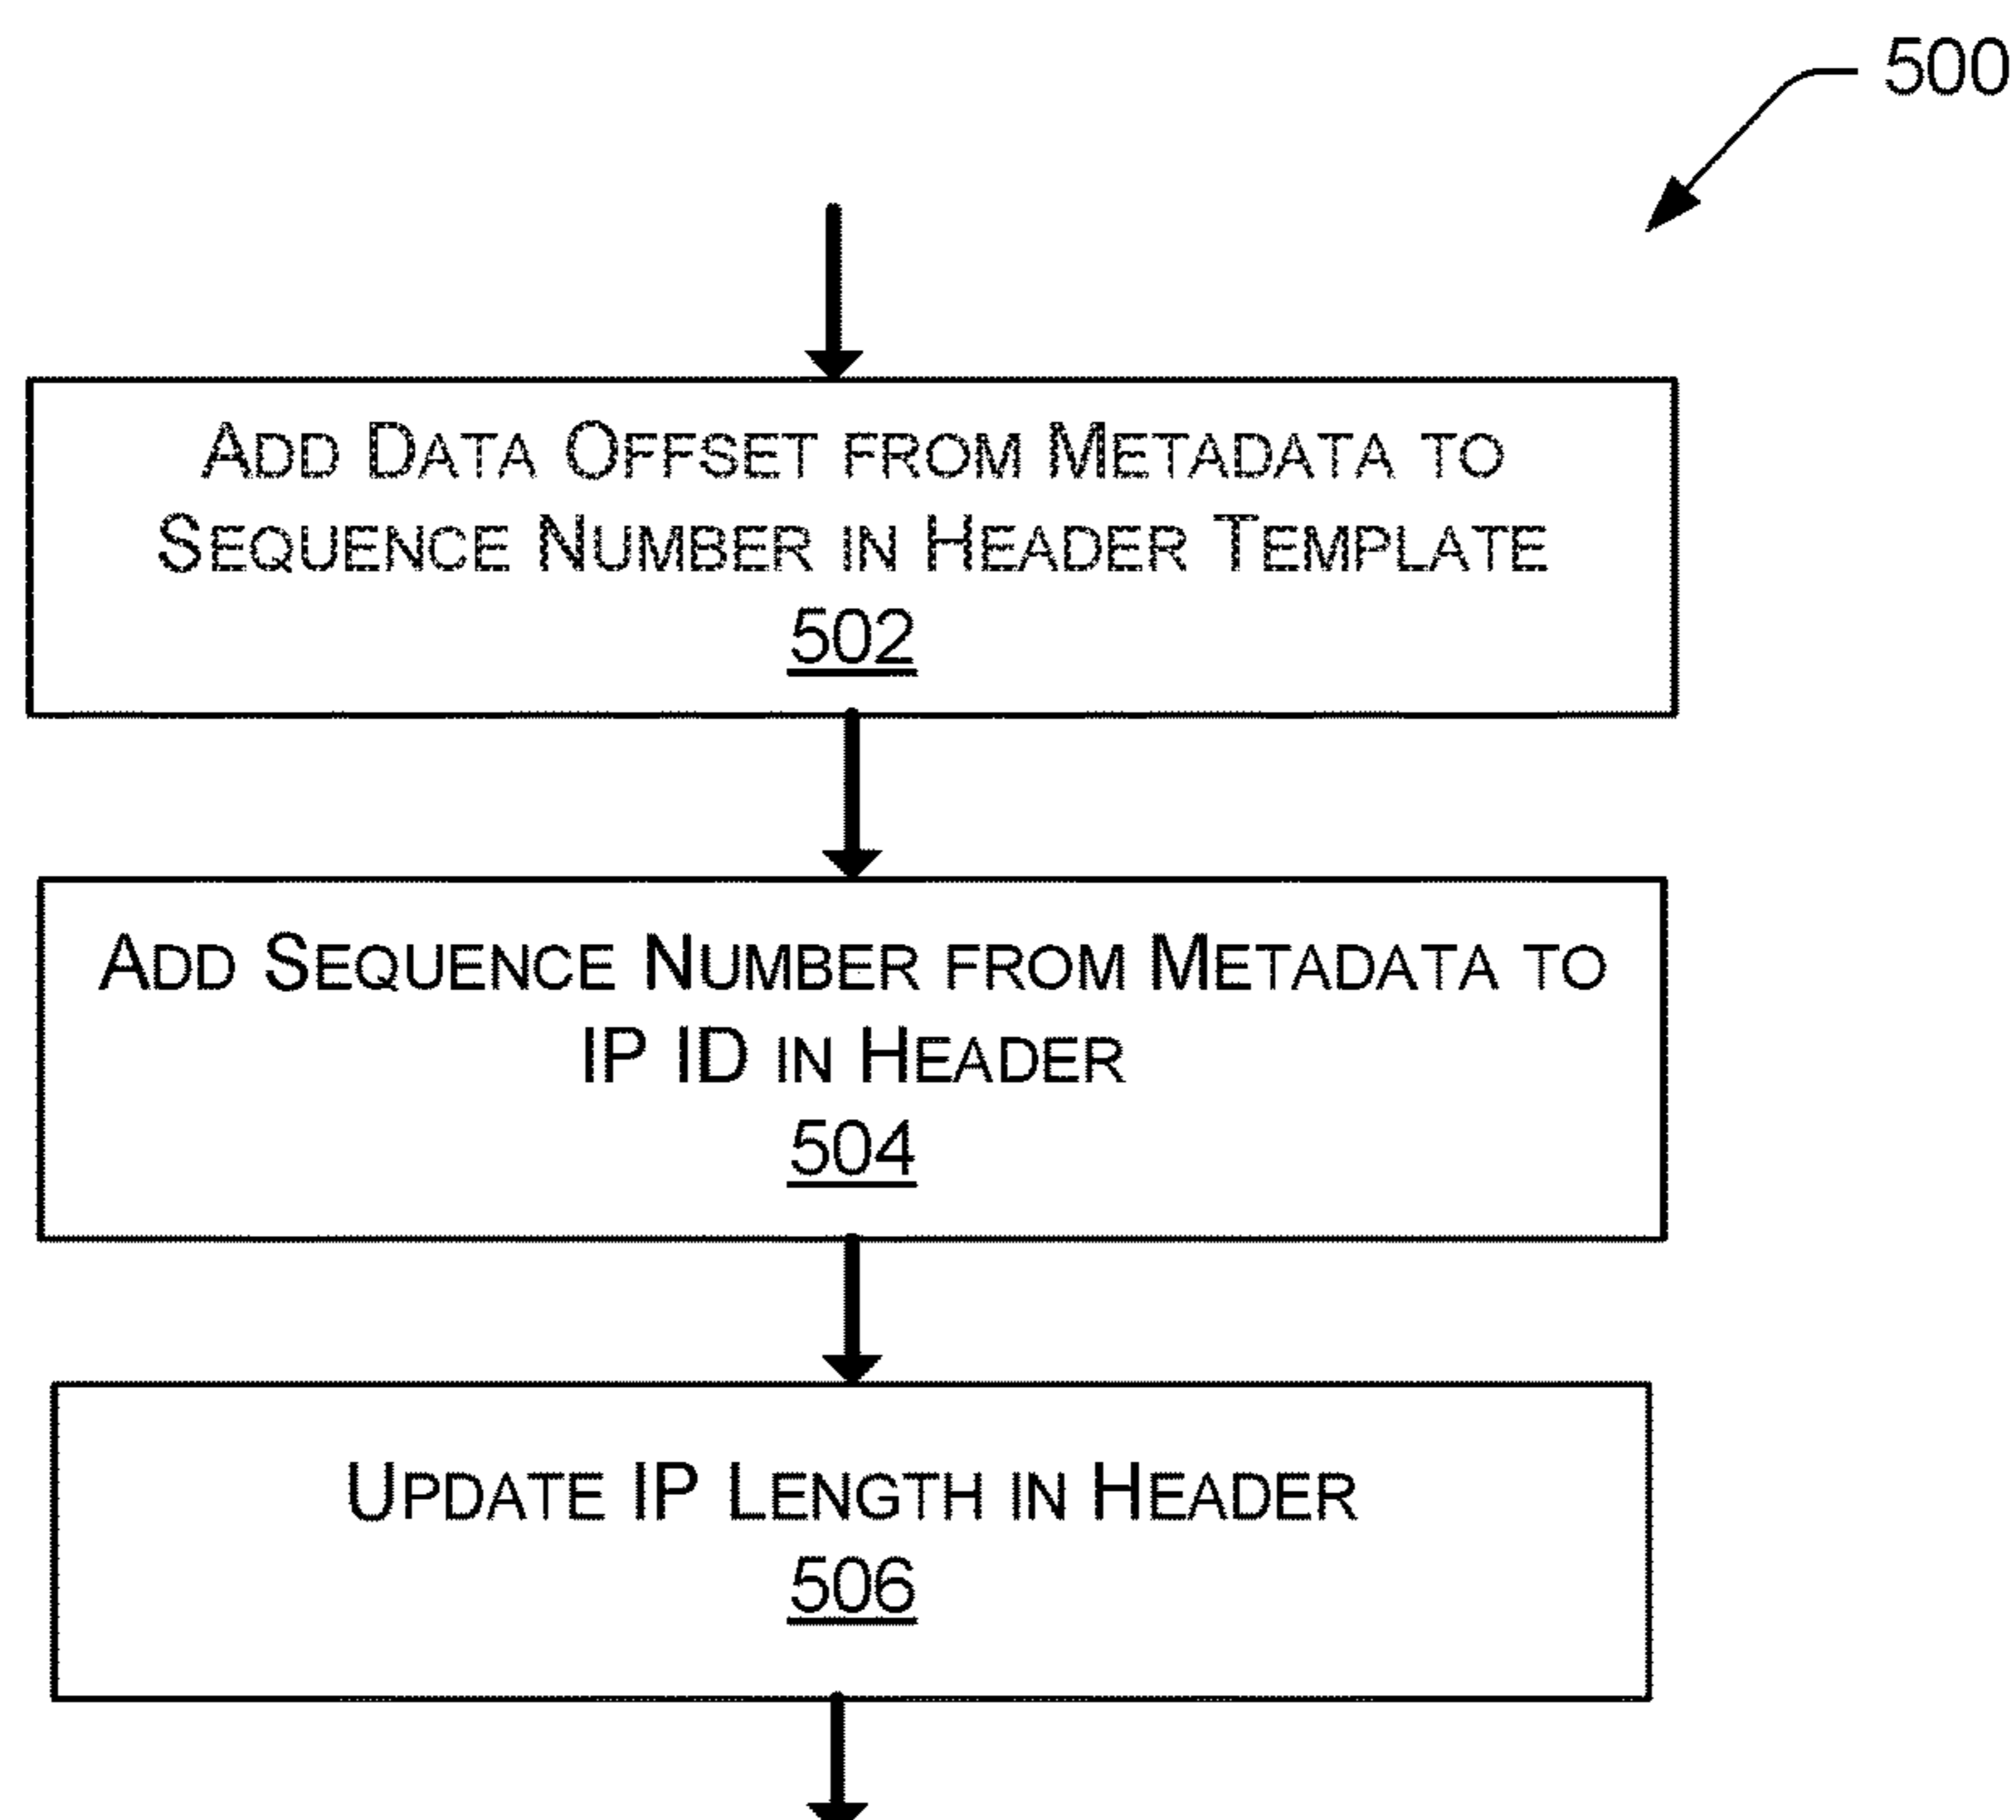 500
ADD DATA OFFSET FROM METADATA TO
SEQUENCE NUMBER IN HEADER TEMPLATE
502
ADD SEQUENCE NUMBER FROM METADATA TO
IP ID IN HEADER
504
UPDATE IP LENGTH IN HEADER
506